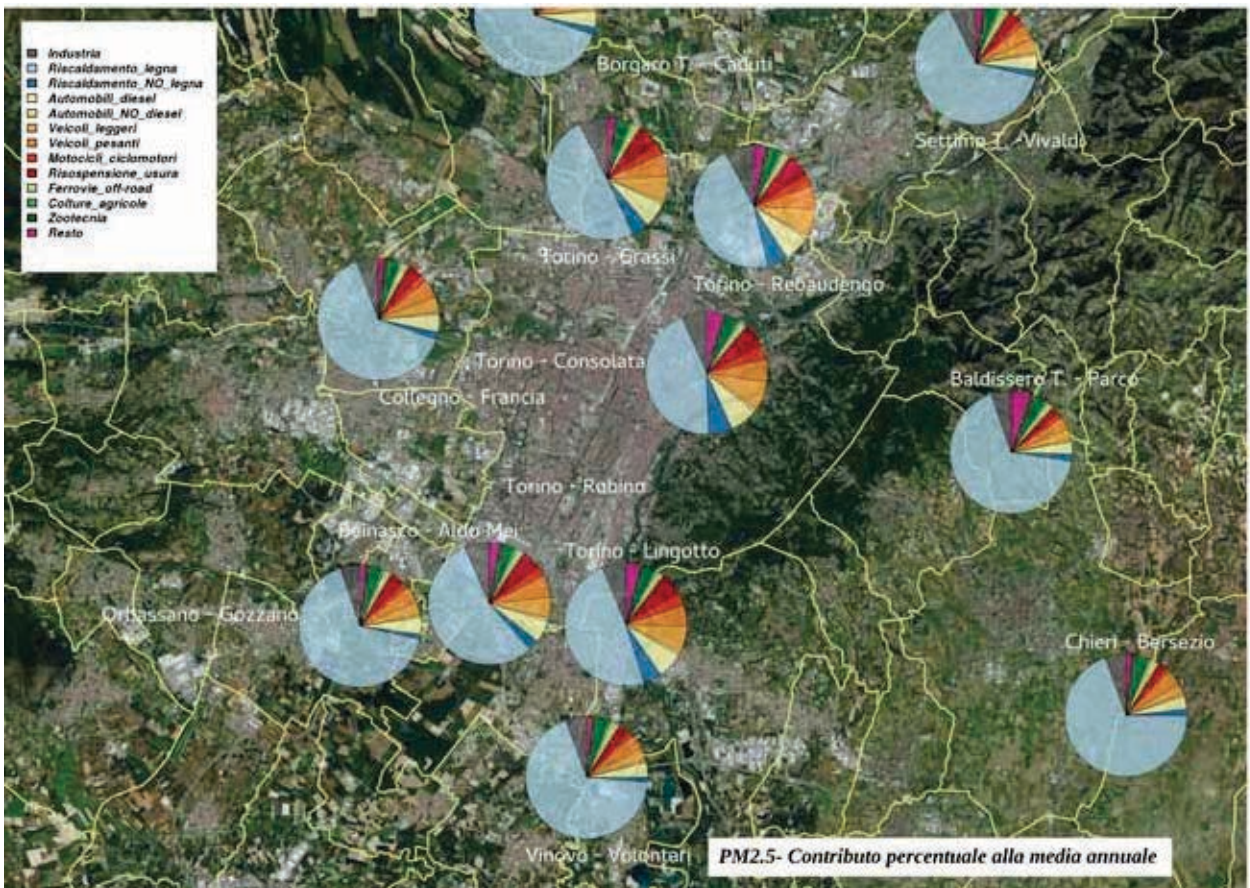 Industria
Riscaldamento_legna
Riscaldamento_NO_legna
Automobili_diesel
Automobili_NO_diesel
Veicoli_leggeri
Veicoli_pesanti
Motocicli_ciclomotori
Risospensione_usura
Ferrovie_off-road
Colture_agricole
Zootecnia
Resto
Borgaro T. - Caduti
Settimo T. - Vivaldi
Torino - Grassi
Torino - Rebaudengo
Torino - Consolata
Collegno - Francia
Baldissero T. - Parco
Torino - Rubino
Beinasco - Aldo Mei
Torino - Lingotto
Orbassano - Gozzano
Chieri - Bersezio
Vinovo - Volontari
PM2.5- Contributo percentuale alla media annuale